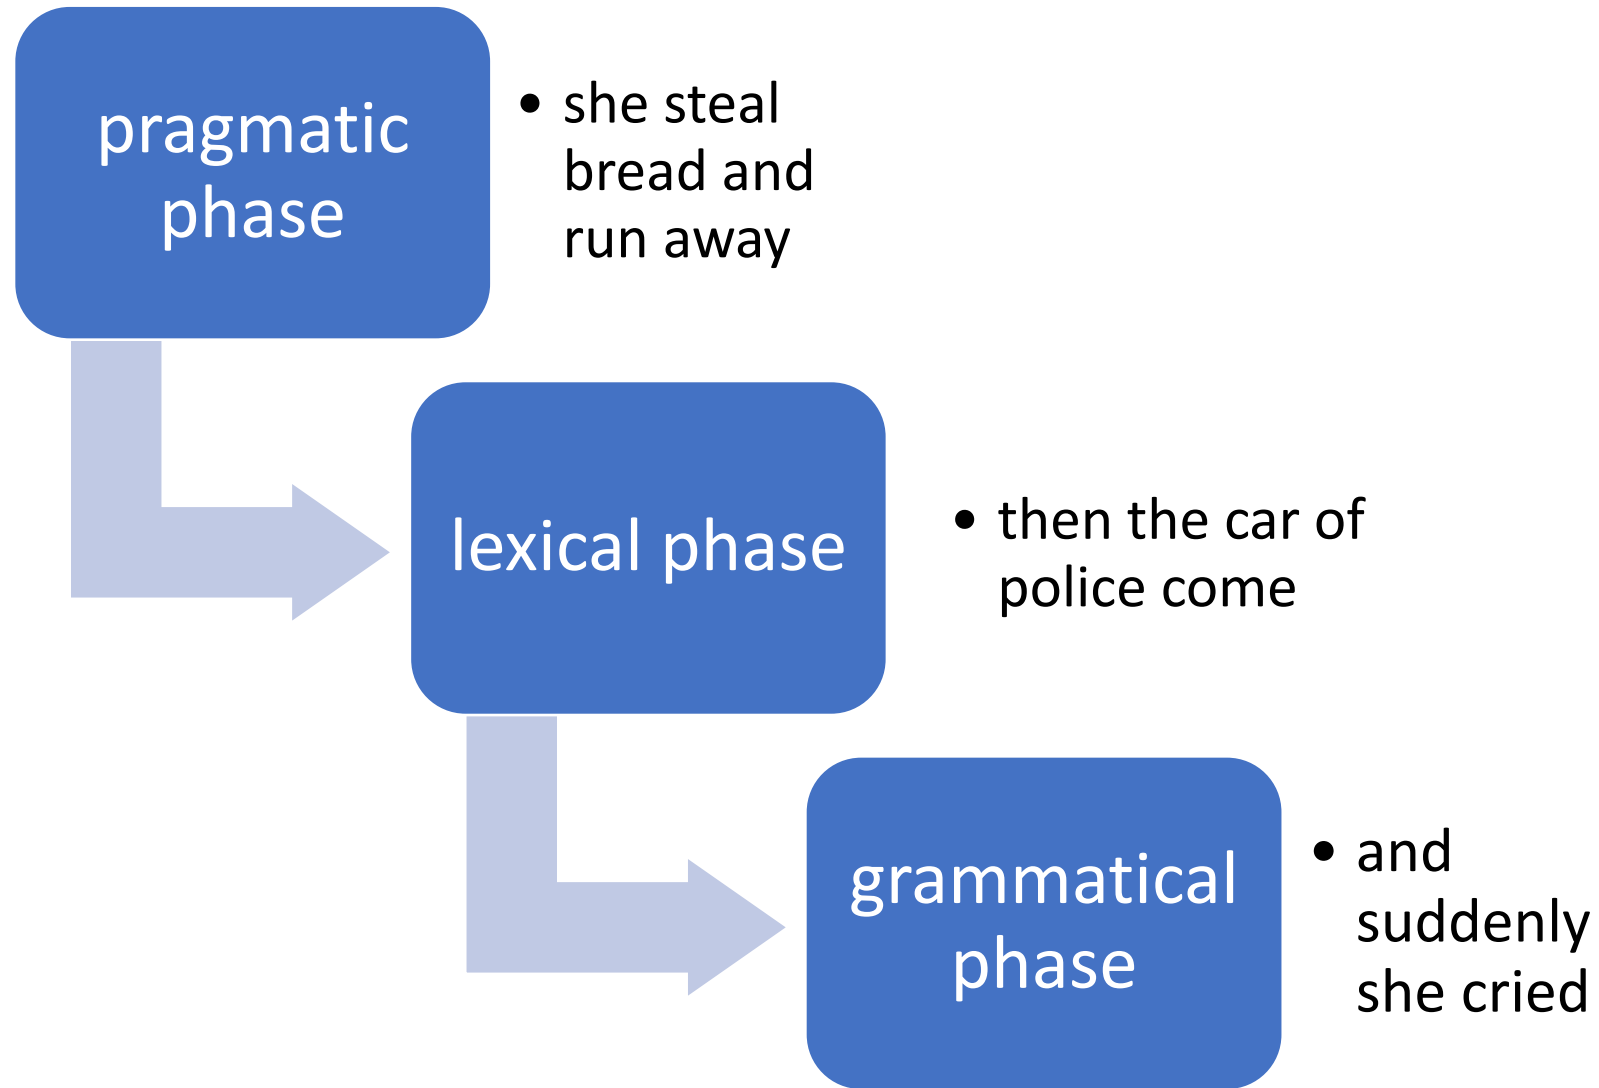 pragmatic
phase
• she steal
bread and
run away
lexical phase
• then the car of
police come
grammatical
phase
• and
suddenly
she cried